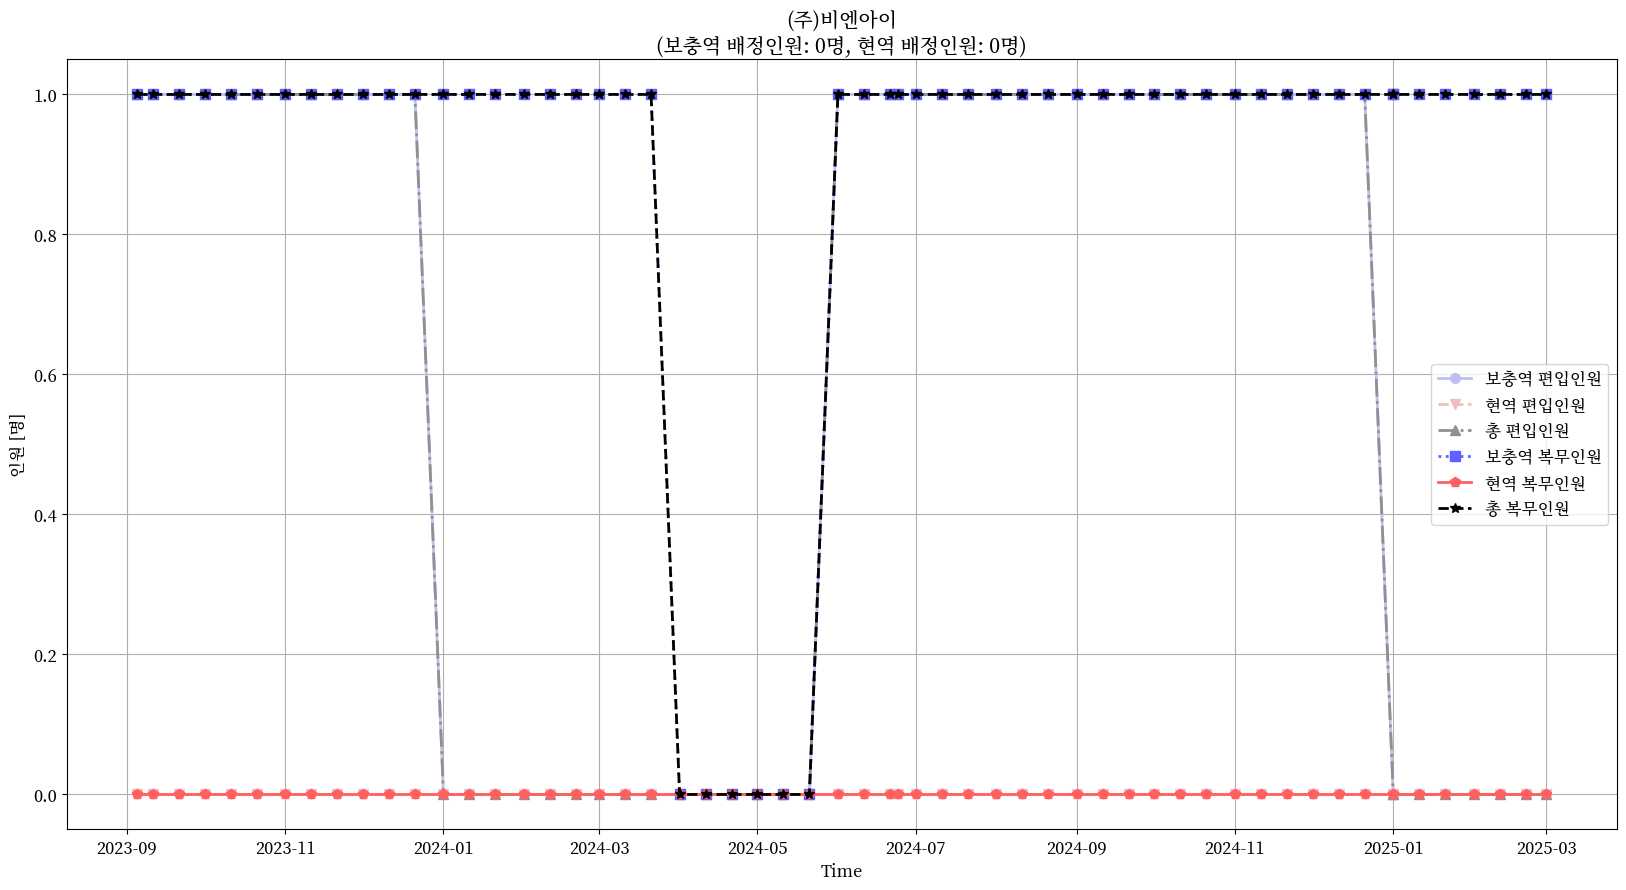 (주)비엔아이
(보충역 배정인원: 0명, 현역 배정인원: 0명)
1.0
0.8
0.6
0.4
0.2
0.0
인원 [명]
보충역 편입인원
현역 편입인원
총 편입인원
보충역 복무인원
현역 복무인원
총 복무인원
2023-09 2023-11 2024-01 2024-03 2024-05 2024-07 2024-09 2024-11 2025-01 2025-03
Time